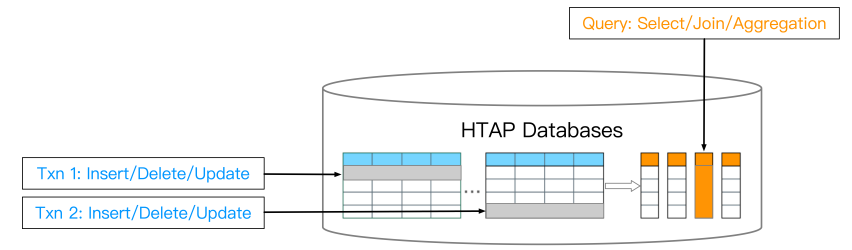 Query: Select/Join/Aggregation
HTAP Databases
Txn 1: Insert/Delete/Update
...
Txn 2: Insert/Delete/Update